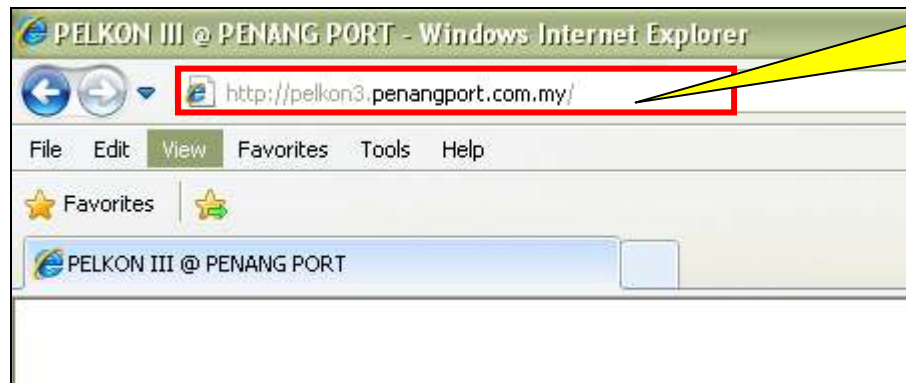 PELKON III @ PENANG PORT - Windows Internet Explorer
http://pelkon3.penangport.com.my/
File Edit View Favorites Tools Help
Favorites
PELKON III @ PENANG PORT